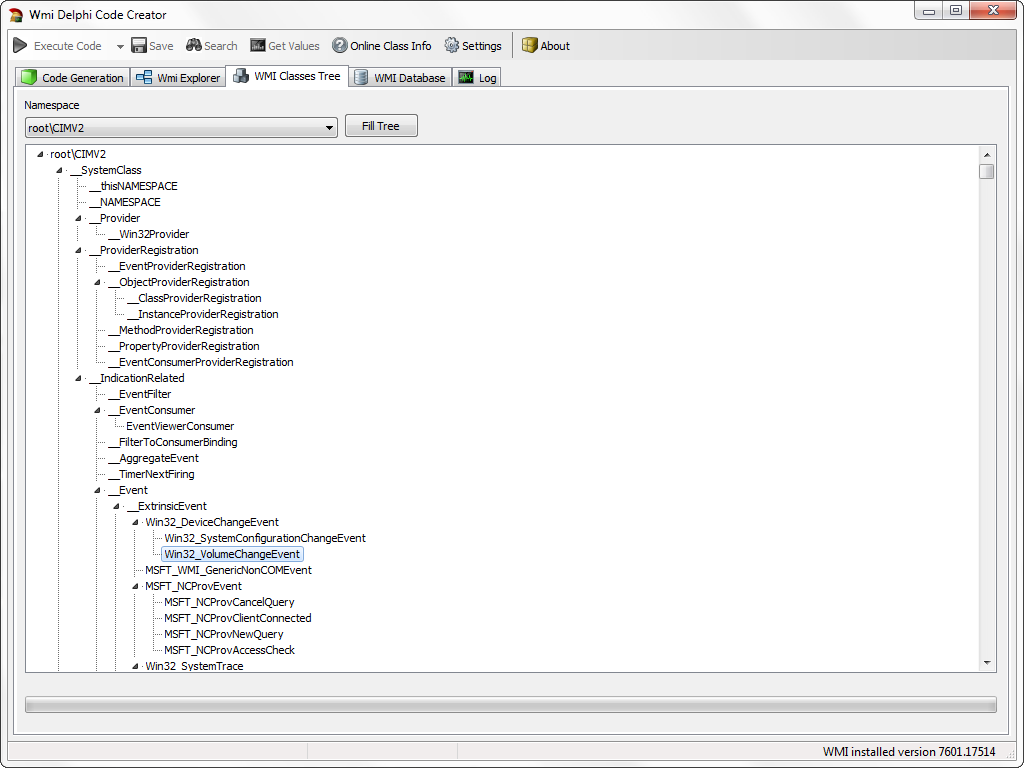 Wmi Delphi Code Creator
Execute Code Save Search Get Values Online Class Info Settings About
Code Generation Wmi Explorer WMI Classes Tree WMI Database Log
Namespace
root\CIMV2 Fill Tree
root\CIMV2
__SystemClass
__thisNAMESPACE
__NAMESPACE
__Provider
__Win32Provider
__ProviderRegistration
__EventProviderRegistration
__ObjectProviderRegistration
__ClassProviderRegistration
__InstanceProviderRegistration
__MethodProviderRegistration
__PropertyProviderRegistration
__EventConsumerProviderRegistration
__IndicationRelated
__EventFilter
__EventConsumer
EventViewerConsumer
__FilterToConsumerBinding
__AggregateEvent
__TimerNextFiring
__Event
__ExtrinsicEvent
Win32_DeviceChangeEvent
Win32_SystemConfigurationChangeEvent
Win32_VolumeChangeEvent
MSFT_WMI_GenericNonCOMEvent
MSFT_NCProvEvent
MSFT_NCProvCancelQuery
MSFT_NCProvClientConnected
MSFT_NCProvNewQuery
MSFT_NCProvAccessCheck
Win32_SystemTrace
WMI installed version 7601.17514